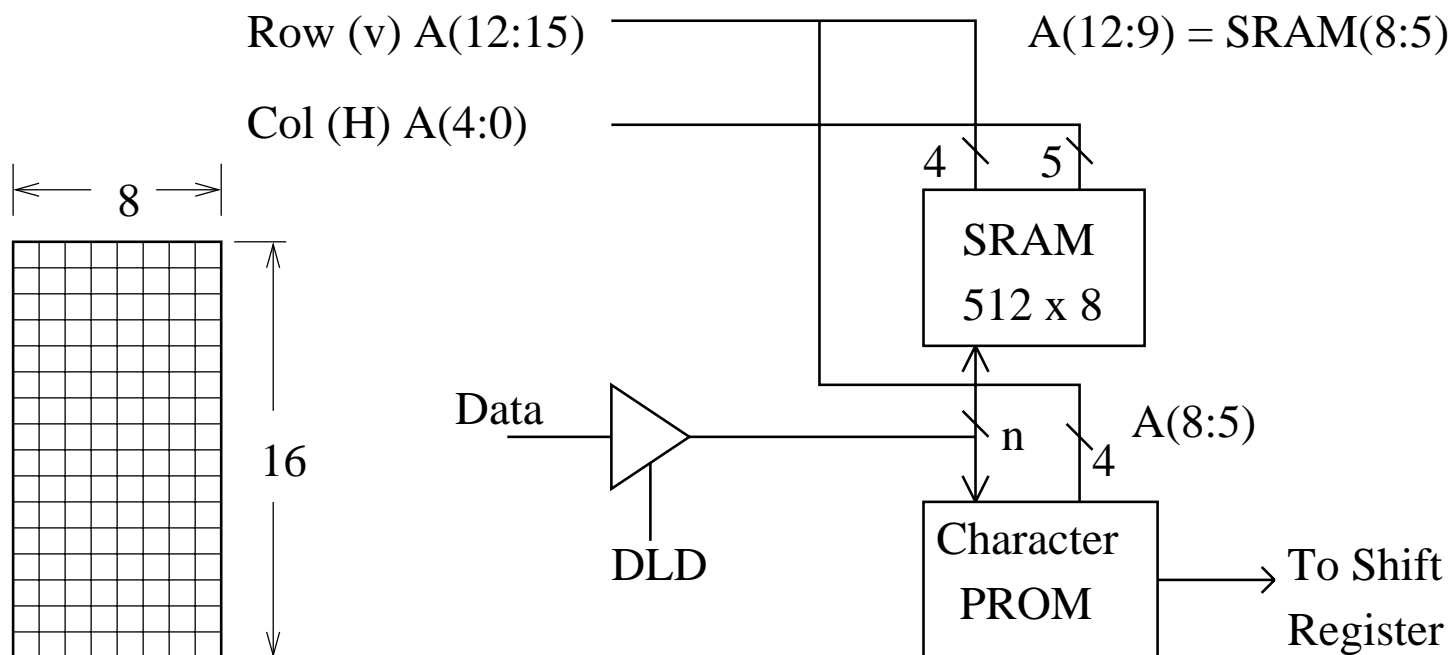 Row (v) A(12:15)
A(12:9) = SRAM(8:5)
Col (H) A(4:0)
4
5
8
SRAM
512 x 8
Data
n
A(8:5)
4
16
DLD
Character
PROM
To Shift
Register